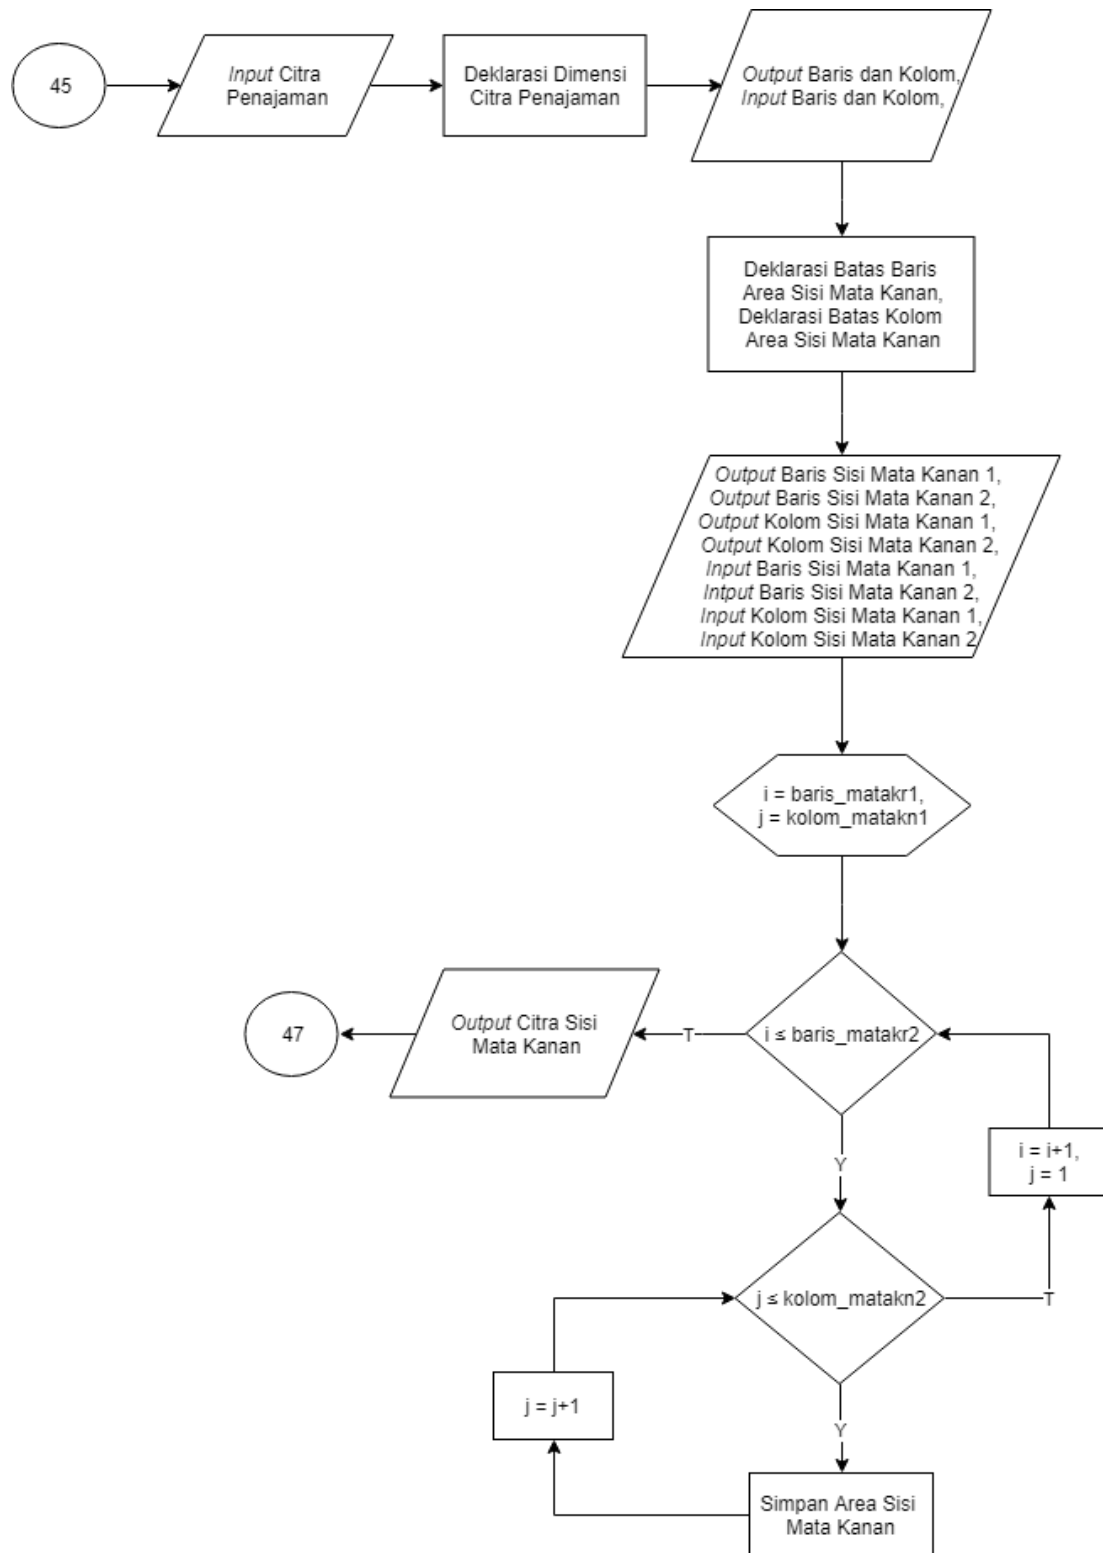 45
Input Citra
Penajaman
Deklarasi Dimensi
Citra Penajaman
Output Baris dan Kolom,
Input Baris dan Kolom,
Deklarasi Batas Baris
Area Sisi Mata Kanan,
Deklarasi Batas Kolom
Area Sisi Mata Kanan
Output Baris Sisi Mata Kanan 1,
Output Baris Sisi Mata Kanan 2,
Output Kolom Sisi Mata Kanan 1,
Output Kolom Sisi Mata Kanan 2,
Input Baris Sisi Mata Kanan 1,
Intput Baris Sisi Mata Kanan 2,
Input Kolom Sisi Mata Kanan 1,
Input Kolom Sisi Mata Kanan 2
i = baris_matakr1,
j = kolom_matakn1
i ≤ baris_matakr2
T
Output Citra Sisi
Mata Kanan
47
Y
i = i+1,
j = 1
j ≤ kolom_matakn2
T
j = j+1
Y
Simpan Area Sisi
Mata Kanan